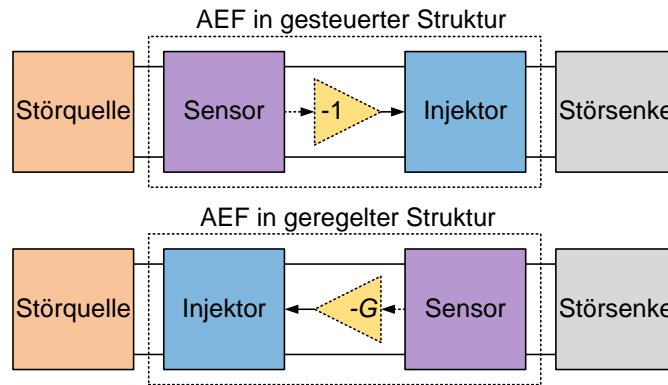 AEF in gesteuerter Struktur
Störquelle
Sensor
-1
Injektor
Störsenke
AEF in geregelter Struktur
Störquelle
Injektor
-G
Sensor
Störsenke